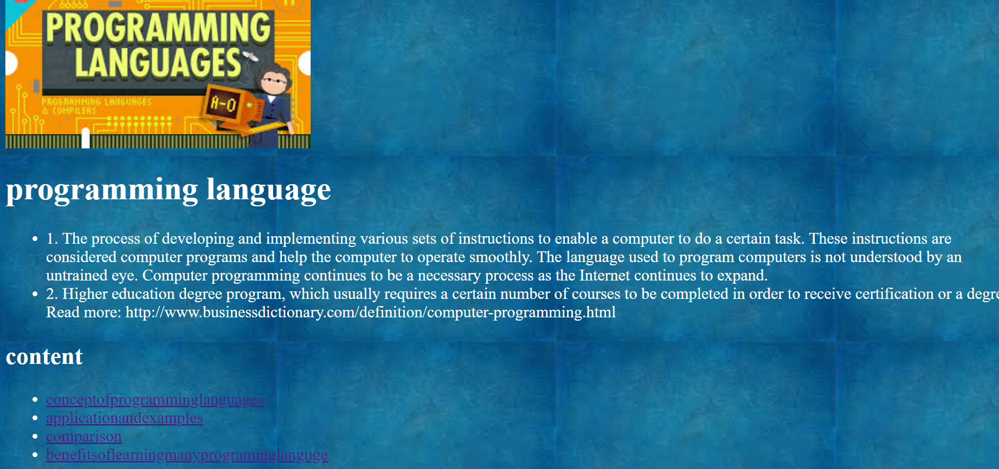 PROGRAMMING
LANGUAGES
PROGRAMMING LANGUAGES
& COMPILERS
A-0
programming language
1. The process of developing and implementing various sets of instructions to enable a computer to do a certain task. These instructions are
considered computer programs and help the computer to operate smoothly. The language used to program computers is not understood by an
untrained eye. Computer programming continues to be a necessary process as the Internet continues to expand.
2. Higher education degree program, which usually requires a certain number of courses to be completed in order to receive certification or a degre
Read more: http://www.businessdictionary.com/definition/computer-programming.html
content
conceptofprogramminglanguagea
applicationandexamples
comparison
benefitsoflearningmanyprograminglanguge